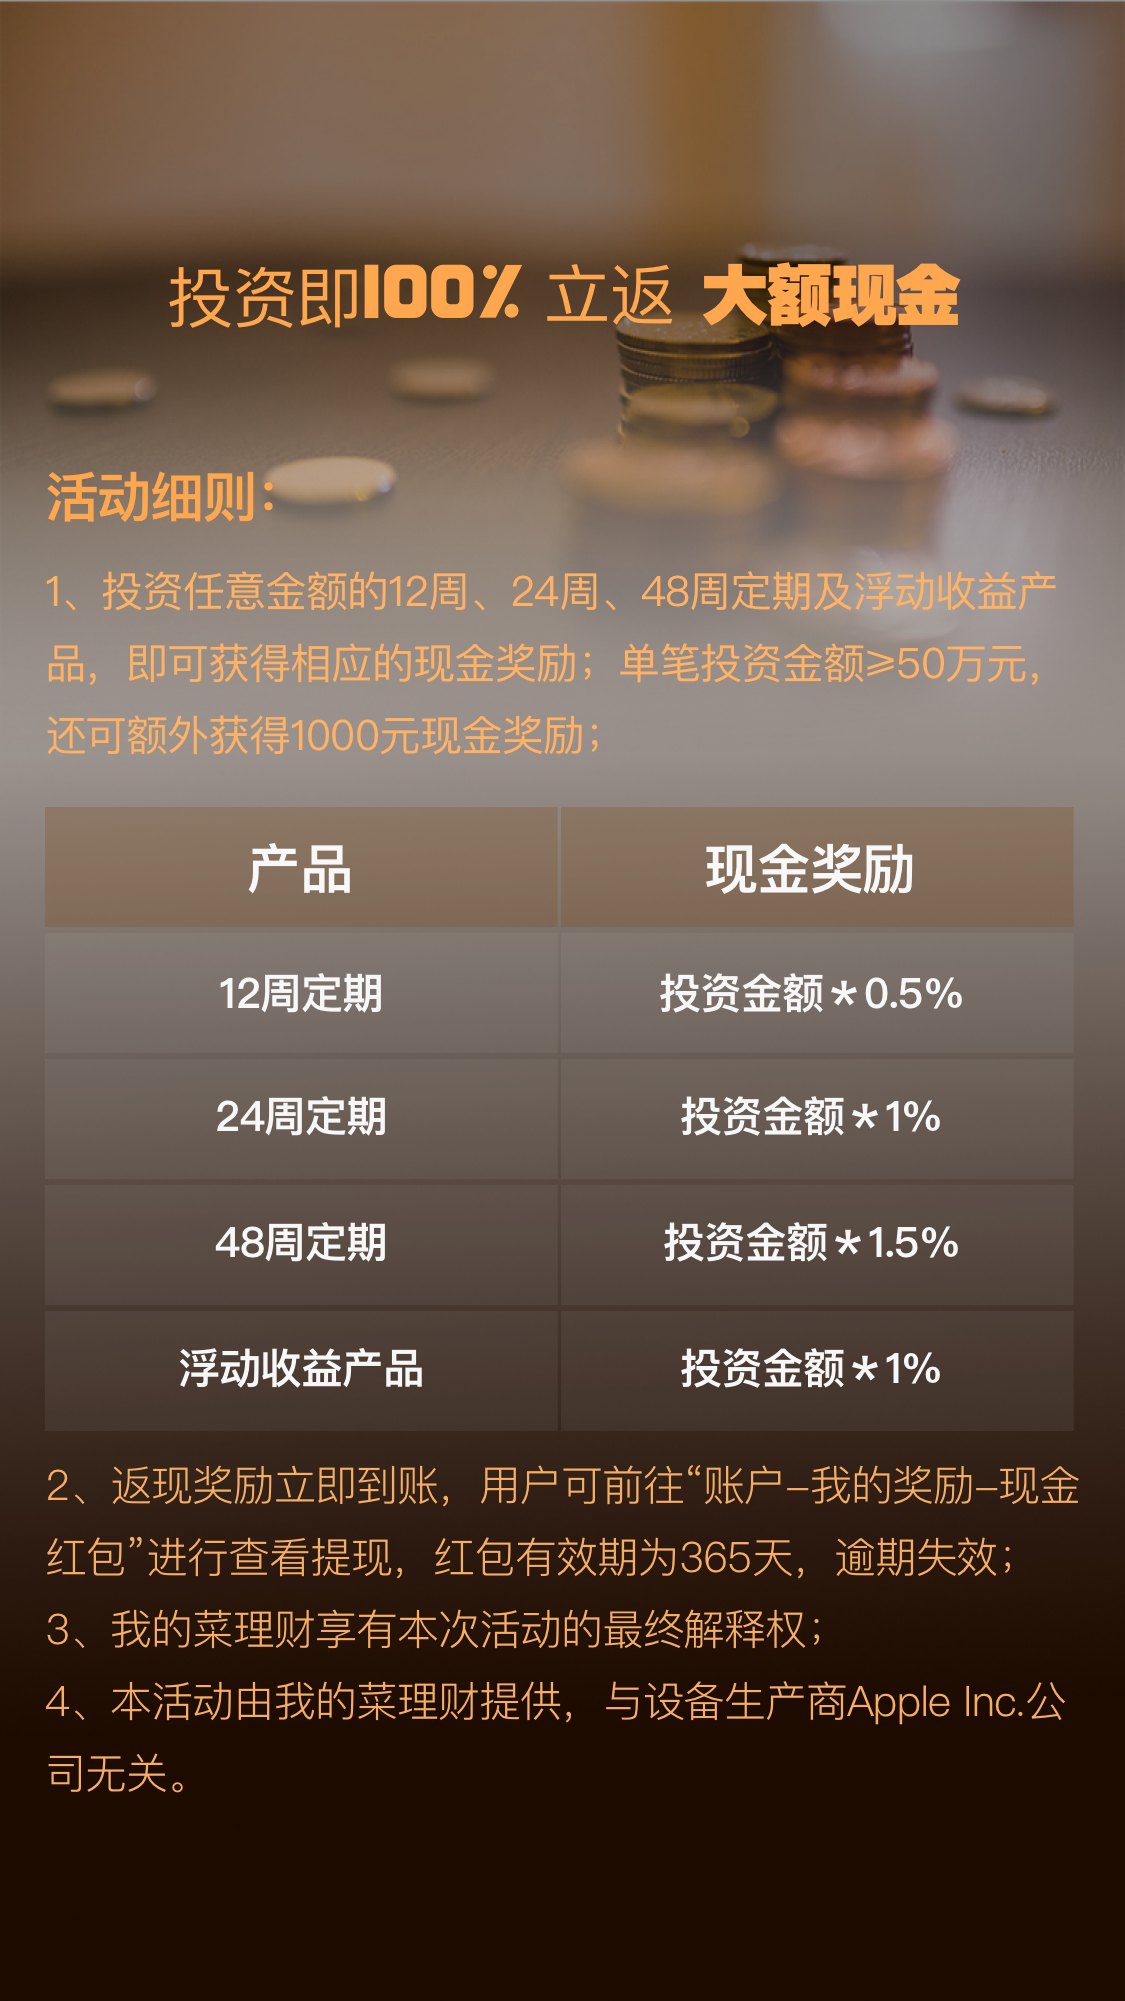 投资即100% 立返 大额现金
活动细则：
1、投资任意金额的12周、24周、48周定期及浮动收益产
品，即可获得相应的现金奖励；单笔投资金额≥50万元，
还可额外获得1000元现金奖励；
产品 现金奖励
12周定期 投资金额*0.5%
24周定期 投资金额*1%
48周定期 投资金额*1.5%
浮动收益产品 投资金额*1%
2、返现奖励立即到账，用户可前往“账户-我的奖励-现金
红包”进行查看提现，红包有效期为365天，逾期失效；
3、我的菜理财享有本次活动的最终解释权；
4、本活动由我的菜理财提供，与设备生产商Apple Inc.公
司无关。